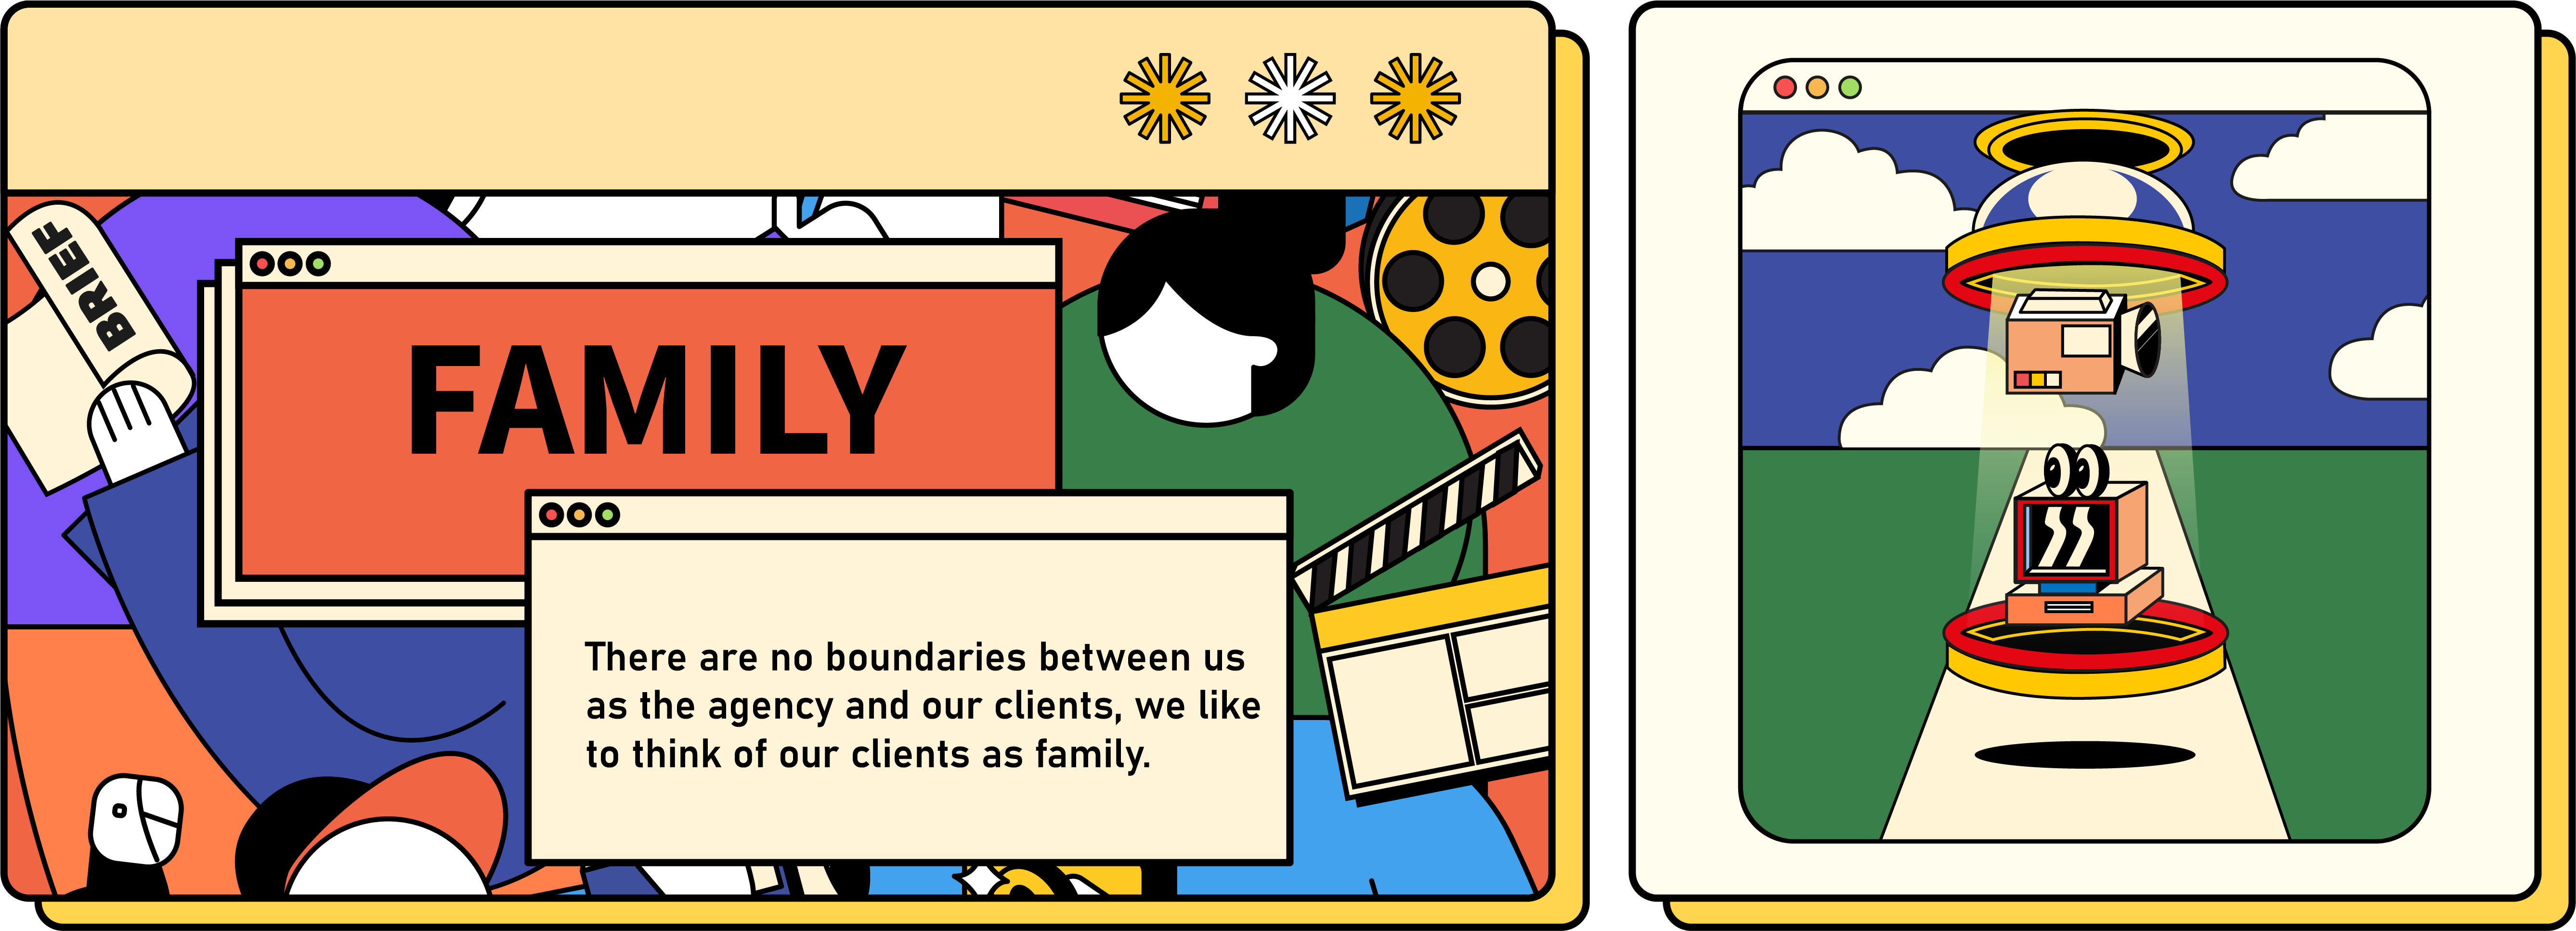 BRIEF
FAMILY
There are no boundaries between us
as the agency and our clients, we like
to think of our clients as family.